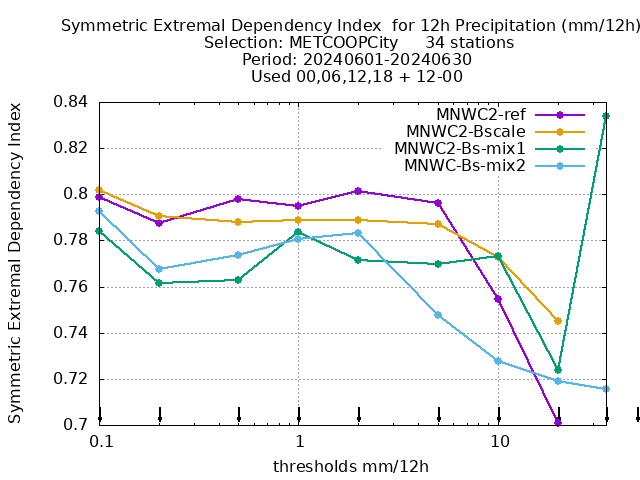 Symmetric Extremal Dependency Index  for 12h Precipitation (mm/12h)
Selection: METCOOPCity     34 stations
Period: 20240601-20240630
Used 00,06,12,18 + 12-00
Symmetric Extremal Dependency Index
0.84
0.82
0.8
0.78
0.76
0.74
0.72
0.7
MNWC2-ref
MNWC2-Bscale
MNWC2-Bs-mix1
MNWC-Bs-mix2
0.1 1 10
thresholds mm/12h